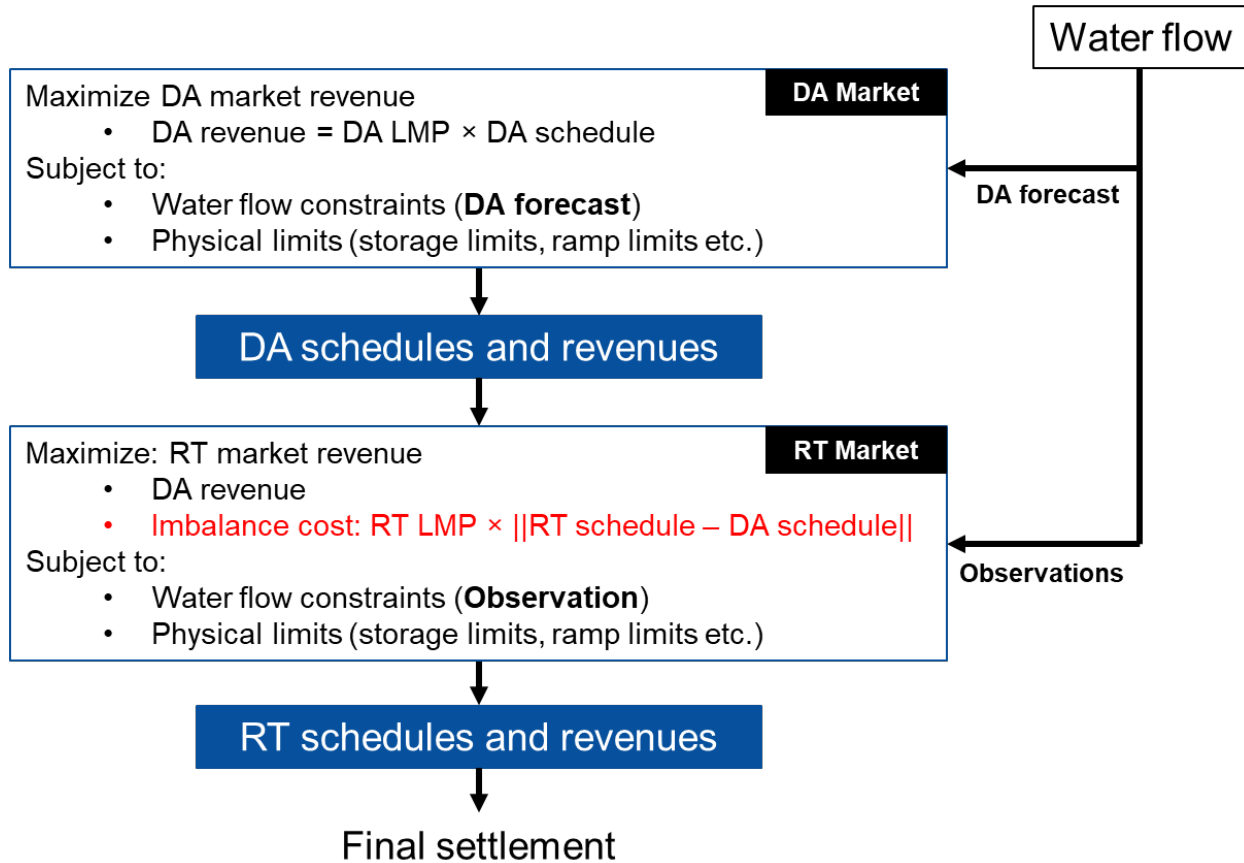 Water flow
DA Market
Maximize DA market revenue
• DA revenue = DA LMP × DA schedule
Subject to:
• Water flow constraints (DA forecast)
• Physical limits (storage limits, ramp limits etc.)
DA forecast
DA schedules and revenues
RT Market
Maximize: RT market revenue
• DA revenue
• Imbalance cost: RT LMP × ||RT schedule – DA schedule||
Subject to:
• Water flow constraints (Observation)
• Physical limits (storage limits, ramp limits etc.)
Observations
RT schedules and revenues
Final settlement